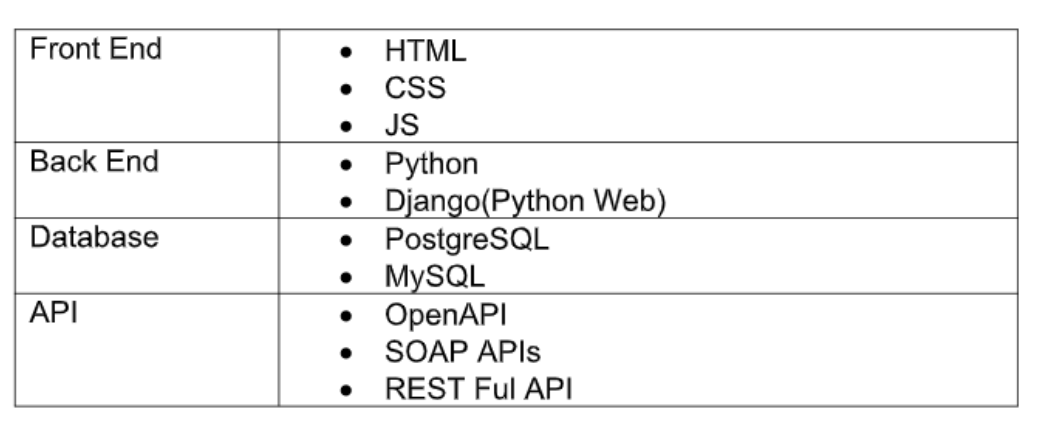 Front End
• HTML
• CSS
• JS
Back End
• Python
• Django(Python Web)
Database
• PostgreSQL
• MySQL
API
• OpenAPI
• SOAP APIs
• REST Ful API